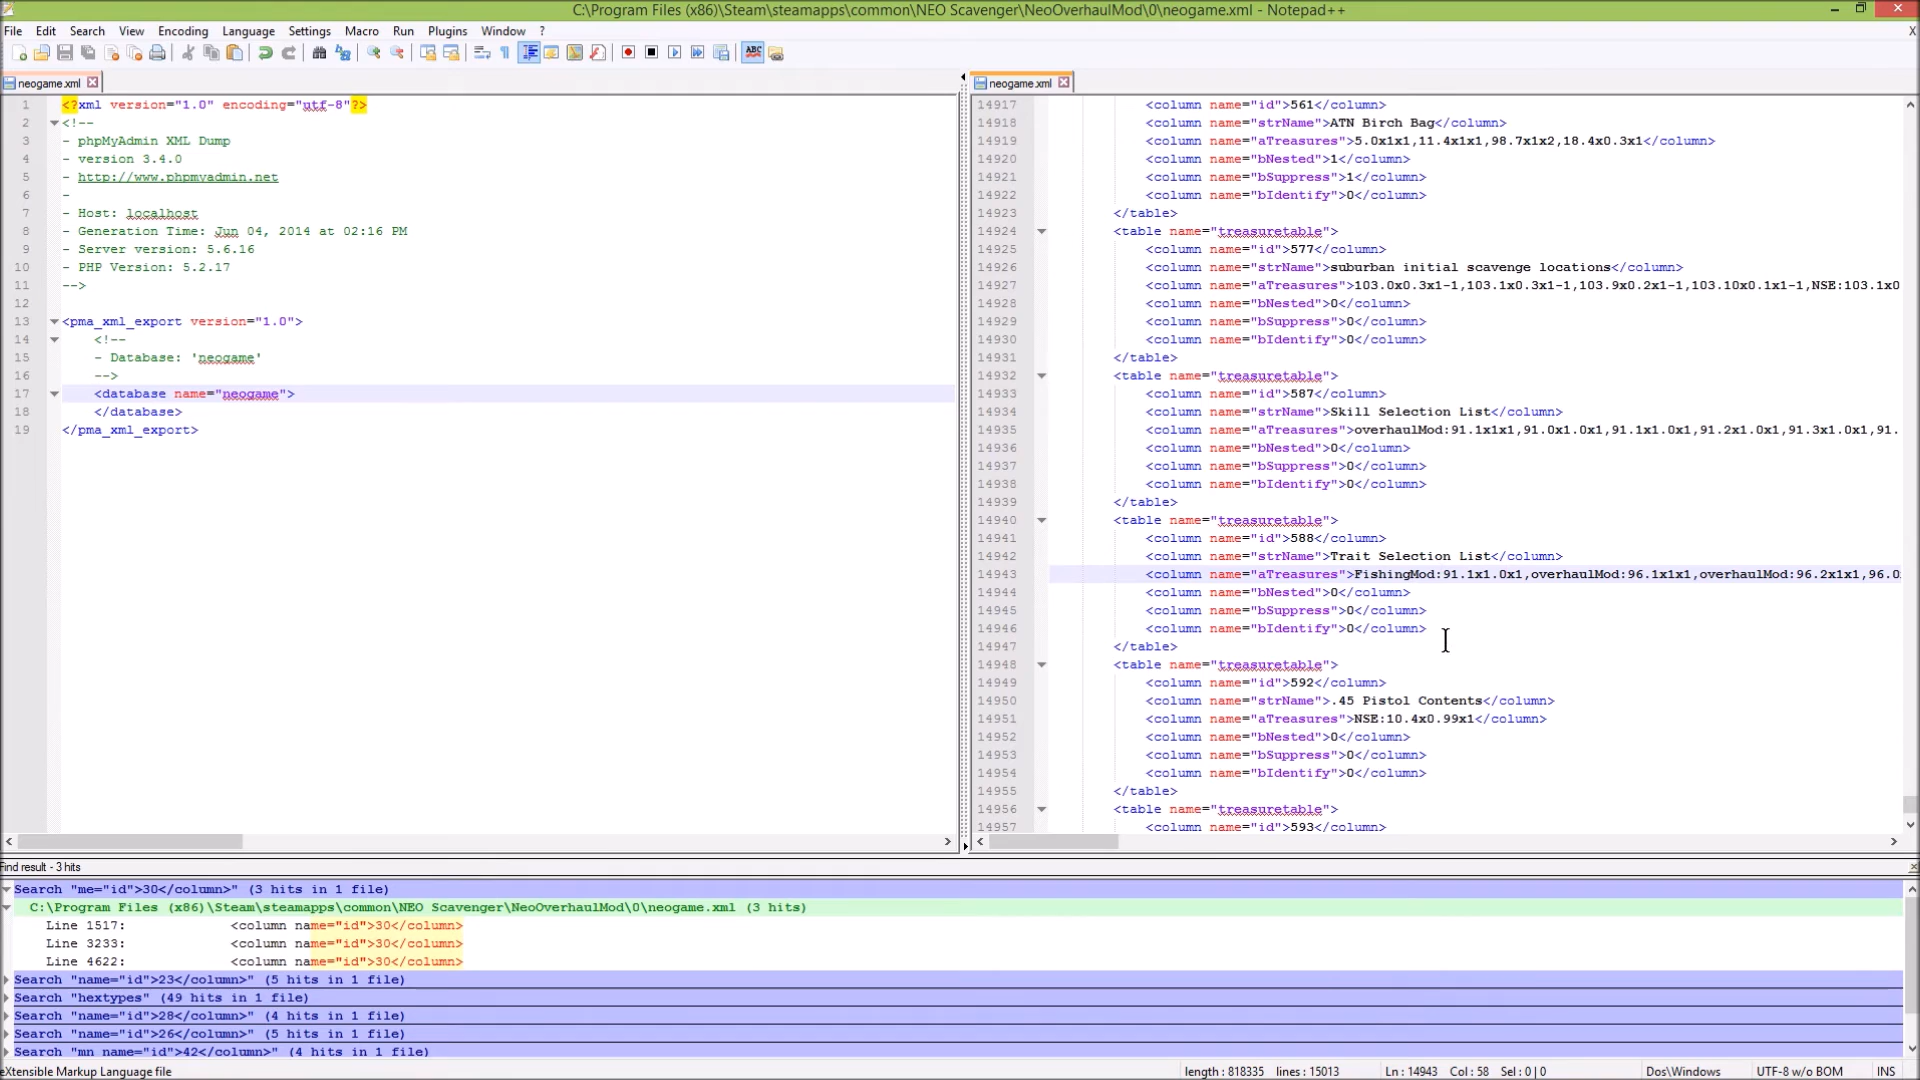 C:\Program Files (x86)\Steam\steamapps\common\NEO Scavenger\NeoOverhaulMod\0\neogame.xml - Notepad++
File Edit Search View Encoding Language Settings Macro Run Plugins Window ? X
neogame.xml
1 <?xml version="1.0" encoding="utf-8"?>
2 <!--
3 - phpMyAdmin XML Dump
4 - version 3.4.0
5 - http://www.phpmyadmin.net
6 -
7 - Host: localhost
8 - Generation Time: Jun 04, 2014 at 02:16 PM
9 - Server version: 5.6.16
10 - PHP Version: 5.2.17
11 -->
12
13 <pma_xml_export version="1.0">
14 <!--
15 - Database: 'neogame'
16 -->
17 <database name="neogame">
18 </database>
19 </pma_xml_export>
neogame.xml
14917 <column name="id">561</column>
14918 <column name="strName">ATN Birch Bag</column>
14919 <column name="aTreasures">5.0x1x1,11.4x1x1,98.7x1x2,18.4x0.3x1</column>
14920 <column name="bNested">1</column>
14921 <column name="bSuppress">1</column>
14922 <column name="bIdentify">0</column>
14923 </table>
14924 <table name="treasuretable">
14925 <column name="id">577</column>
14926 <column name="strName">suburban initial scavenge locations</column>
14927 <column name="aTreasures">103.0x0.3x1-1,103.1x0.3x1-1,103.9x0.2x1-1,103.10x0.1x1-1,NSE:103.1x0
14928 <column name="bNested">0</column>
14929 <column name="bSuppress">0</column>
14930 <column name="bIdentify">0</column>
14931 </table>
14932 <table name="treasuretable">
14933 <column name="id">587</column>
14934 <column name="strName">Skill Selection List</column>
14935 <column name="aTreasures">overhaulMod:91.1x1x1,91.0x1.0x1,91.1x1.0x1,91.2x1.0x1,91.3x1.0x1,91.
14936 <column name="bNested">0</column>
14937 <column name="bSuppress">0</column>
14938 <column name="bIdentify">0</column>
14939 </table>
14940 <table name="treasuretable">
14941 <column name="id">588</column>
14942 <column name="strName">Trait Selection List</column>
14943 <column name="aTreasures">FishingMod:91.1x1.0x1,overhaulMod:96.1x1x1,overhaulMod:96.2x1x1,96.0
14944 <column name="bNested">0</column>
14945 <column name="bSuppress">0</column>
14946 <column name="bIdentify">0</column>
14947 </table>
14948 <table name="treasuretable">
14949 <column name="id">592</column>
14950 <column name="strName">.45 Pistol Contents</column>
14951 <column name="aTreasures">NSE:10.4x0.99x1</column>
14952 <column name="bNested">0</column>
14953 <column name="bSuppress">0</column>
14954 <column name="bIdentify">0</column>
14955 </table>
14956 <table name="treasuretable">
14957 <column name="id">593</column>
Find result - 3 hits
Search "me="id">30</column>" (3 hits in 1 file)
C:\Program Files (x86)\Steam\steamapps\common\NEO Scavenger\NeoOverhaulMod\0\neogame.xml (3 hits)
Line 1517: <column name="id">30</column>
Line 3233: <column name="id">30</column>
Line 4622: <column name="id">30</column>
Search "name="id">23</column>" (5 hits in 1 file)
Search "hextypes" (49 hits in 1 file)
Search "name="id">28</column>" (4 hits in 1 file)
Search "name="id">26</column>" (5 hits in 1 file)
Search "mn name="id">42</column>" (4 hits in 1 file)
eXtensible Markup Language file length : 818335 lines : 15013 Ln : 14943 Col : 58 Sel : 0 | 0 Dos\Windows UTF-8 w/o BOM INS